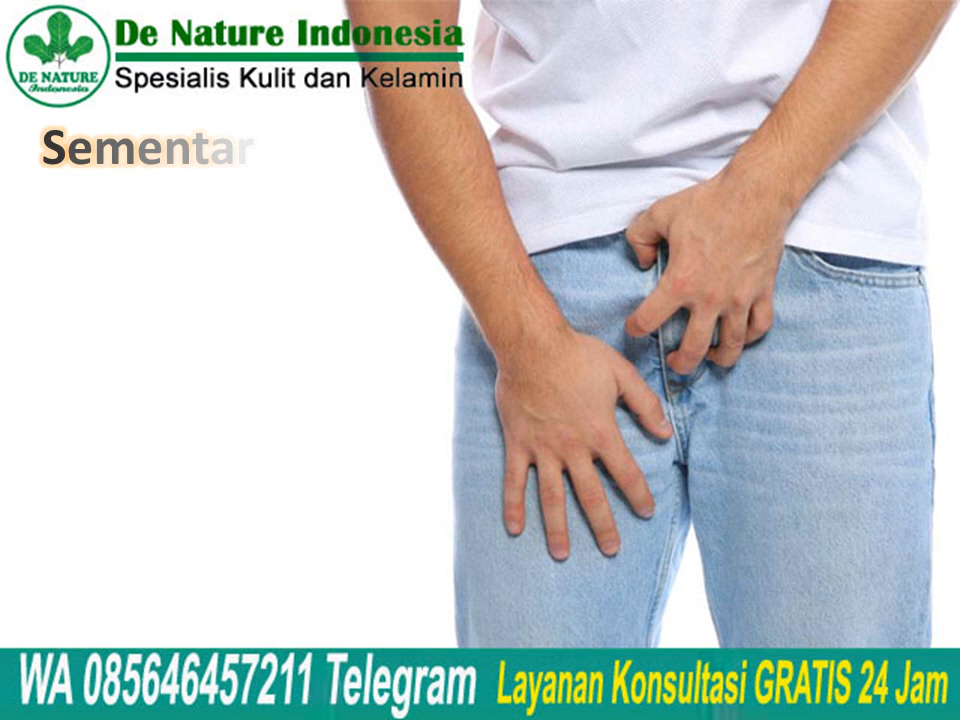 De Nature Indonesia
Spesialis Kulit dan Kelamin
DE NATURE
Indonesia
Sementar
WA 085646457211 Telegram Layanan Konsultasi GRATIS 24 Jam